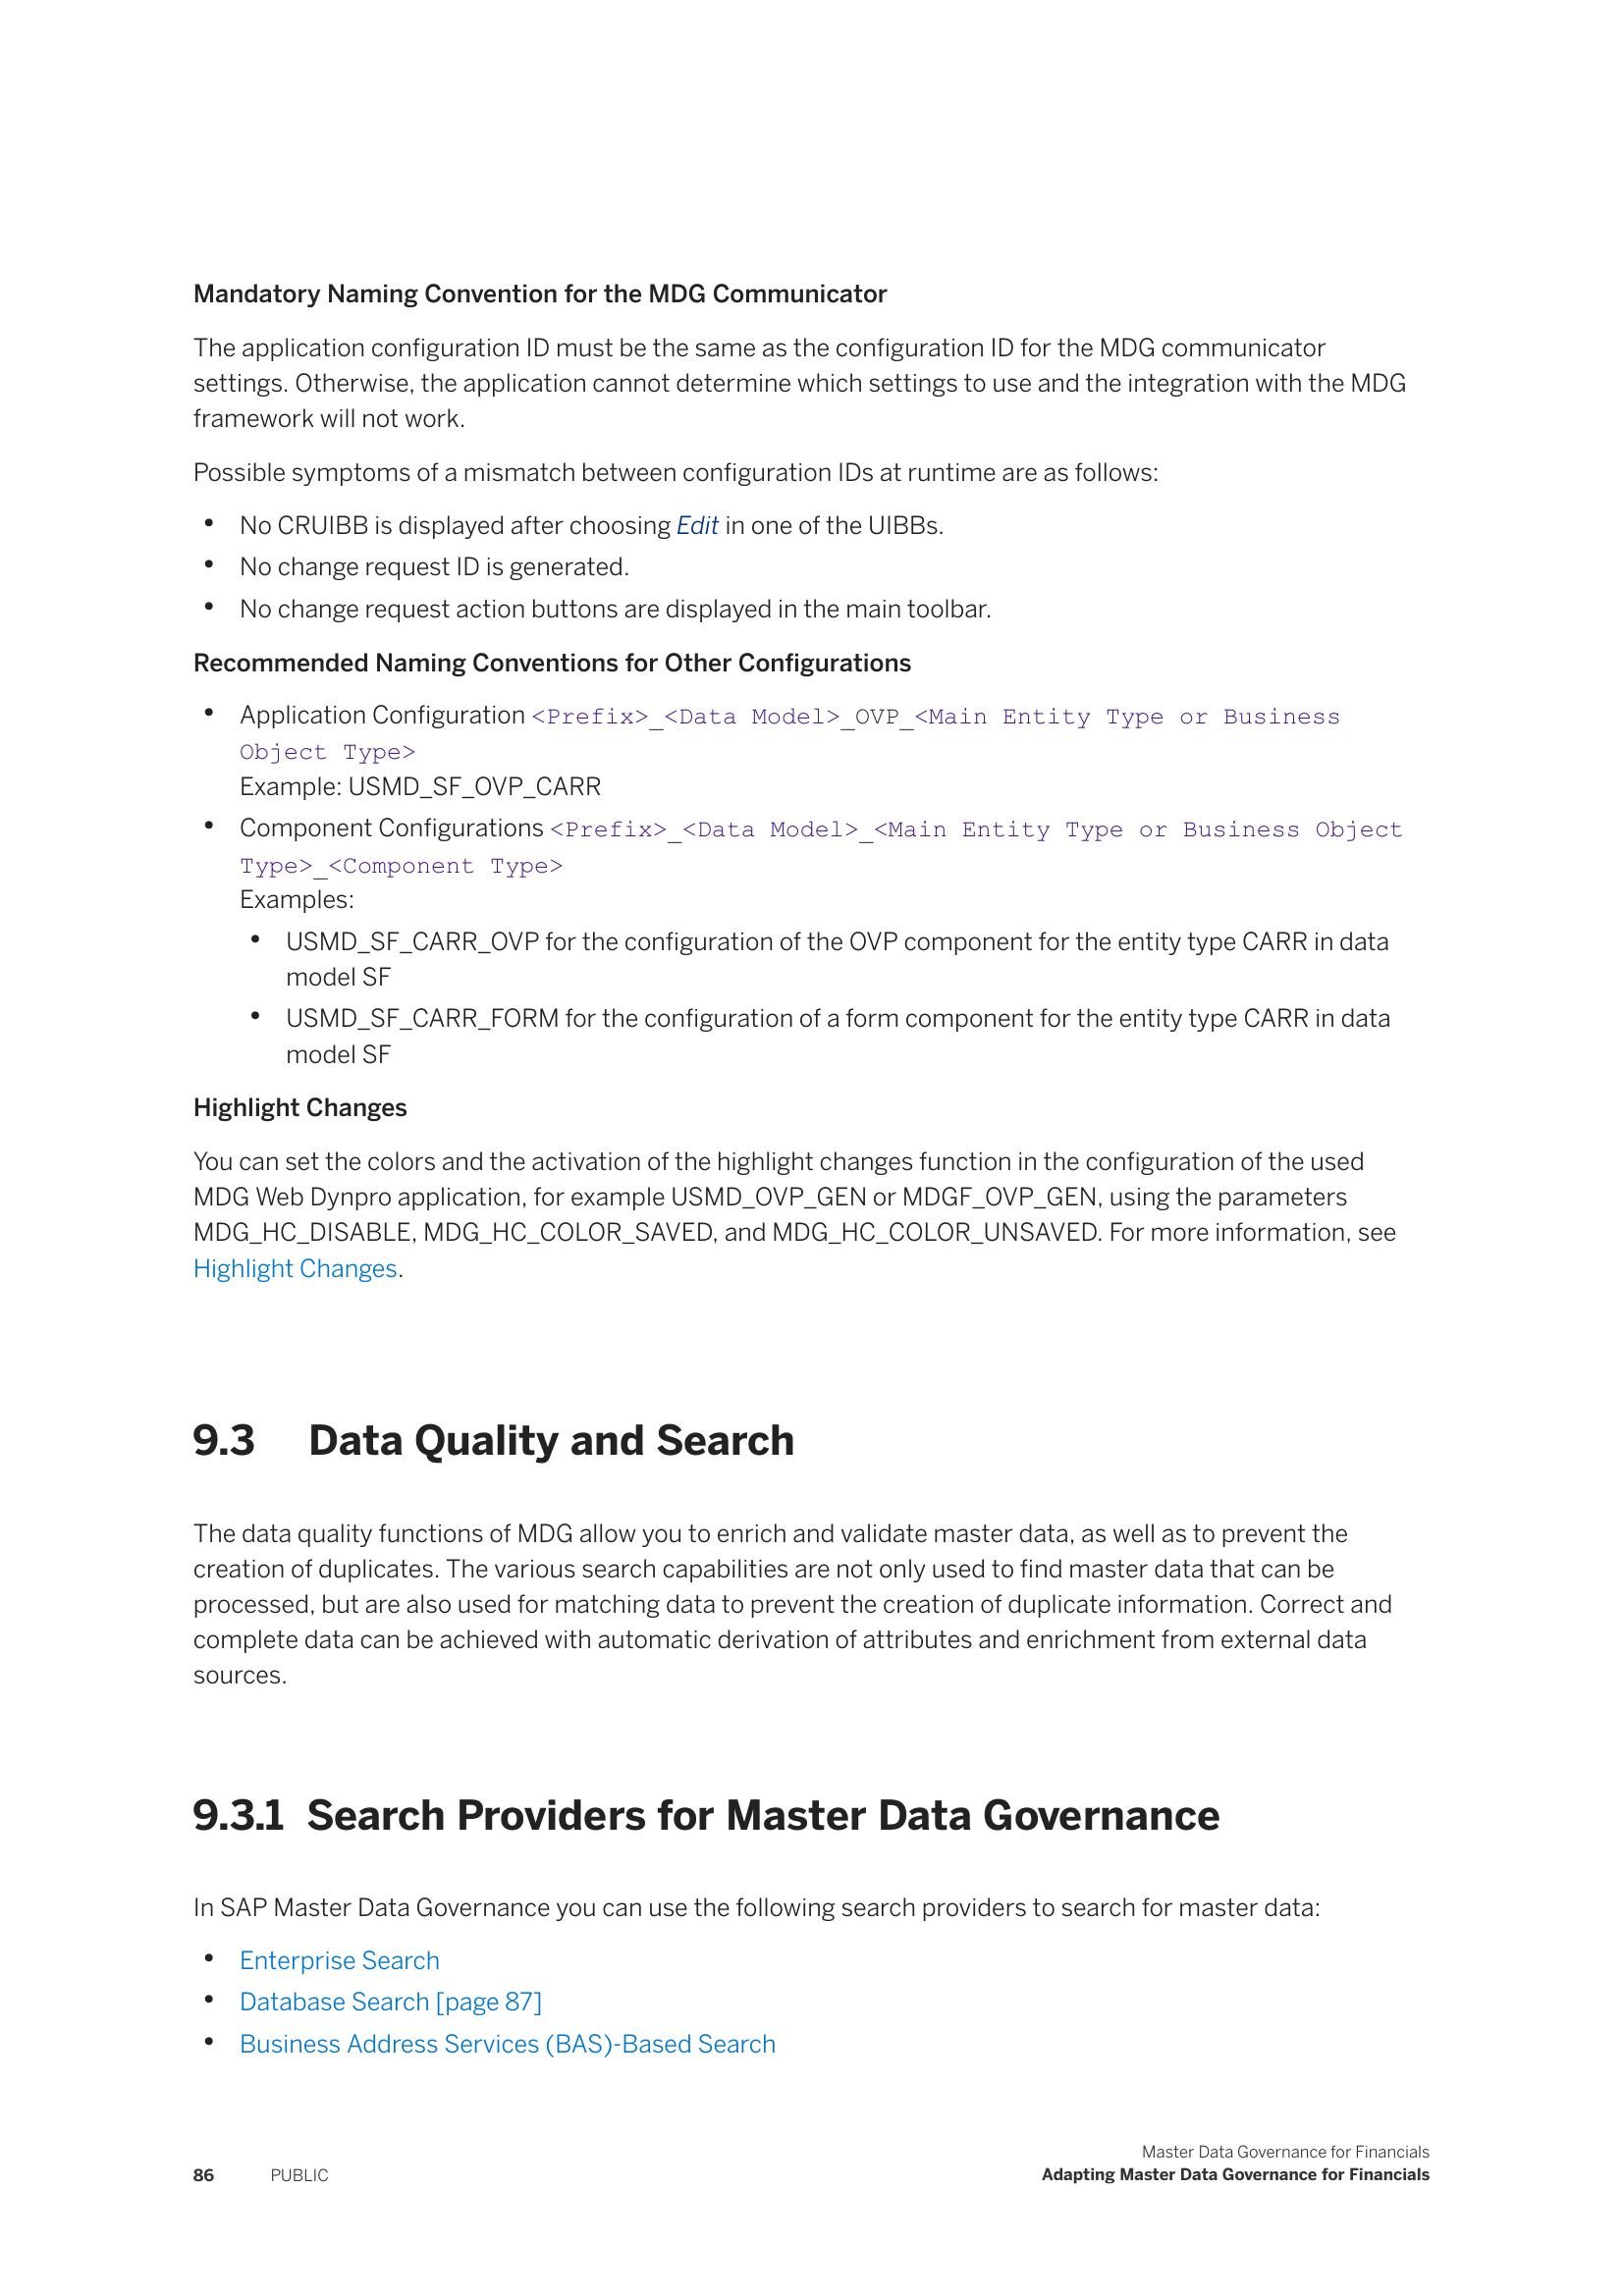 Mandatory Naming Convention for the MDG Communicator
The application configuration ID must be the same as the configuration ID for the MDG communicator
settings. Otherwise, the application cannot determine which settings to use and the integration with the MDG
framework will not work.
Possible symptoms of a mismatch between configuration IDs at runtime are as follows:
• No CRUIBB is displayed after choosing Edit in one of the UIBBs.
• No change request ID is generated.
• No change request action buttons are displayed in the main toolbar.
Recommended Naming Conventions for Other Configurations
• Application Configuration <Prefix>_<Data Model>_OVP_<Main Entity Type or Business
Object Type>
Example: USMD_SF_OVP_CARR
• Component Configurations <Prefix>_<Data Model>_<Main Entity Type or Business Object
Type>_<Component Type>
Examples:
• USMD_SF_CARR_OVP for the configuration of the OVP component for the entity type CARR in data
model SF
• USMD_SF_CARR_FORM for the configuration of a form component for the entity type CARR in data
model SF
Highlight Changes
You can set the colors and the activation of the highlight changes function in the configuration of the used
MDG Web Dynpro application, for example USMD_OVP_GEN or MDGF_OVP_GEN, using the parameters
MDG_HC_DISABLE, MDG_HC_COLOR_SAVED, and MDG_HC_COLOR_UNSAVED. For more information, see
Highlight Changes.
9.3 Data Quality and Search
The data quality functions of MDG allow you to enrich and validate master data, as well as to prevent the
creation of duplicates. The various search capabilities are not only used to find master data that can be
processed, but are also used for matching data to prevent the creation of duplicate information. Correct and
complete data can be achieved with automatic derivation of attributes and enrichment from external data
sources.
9.3.1 Search Providers for Master Data Governance
In SAP Master Data Governance you can use the following search providers to search for master data:
• Enterprise Search
• Database Search [page 87]
• Business Address Services (BAS)-Based Search
Master Data Governance for Financials
86 PUBLIC Adapting Master Data Governance for Financials